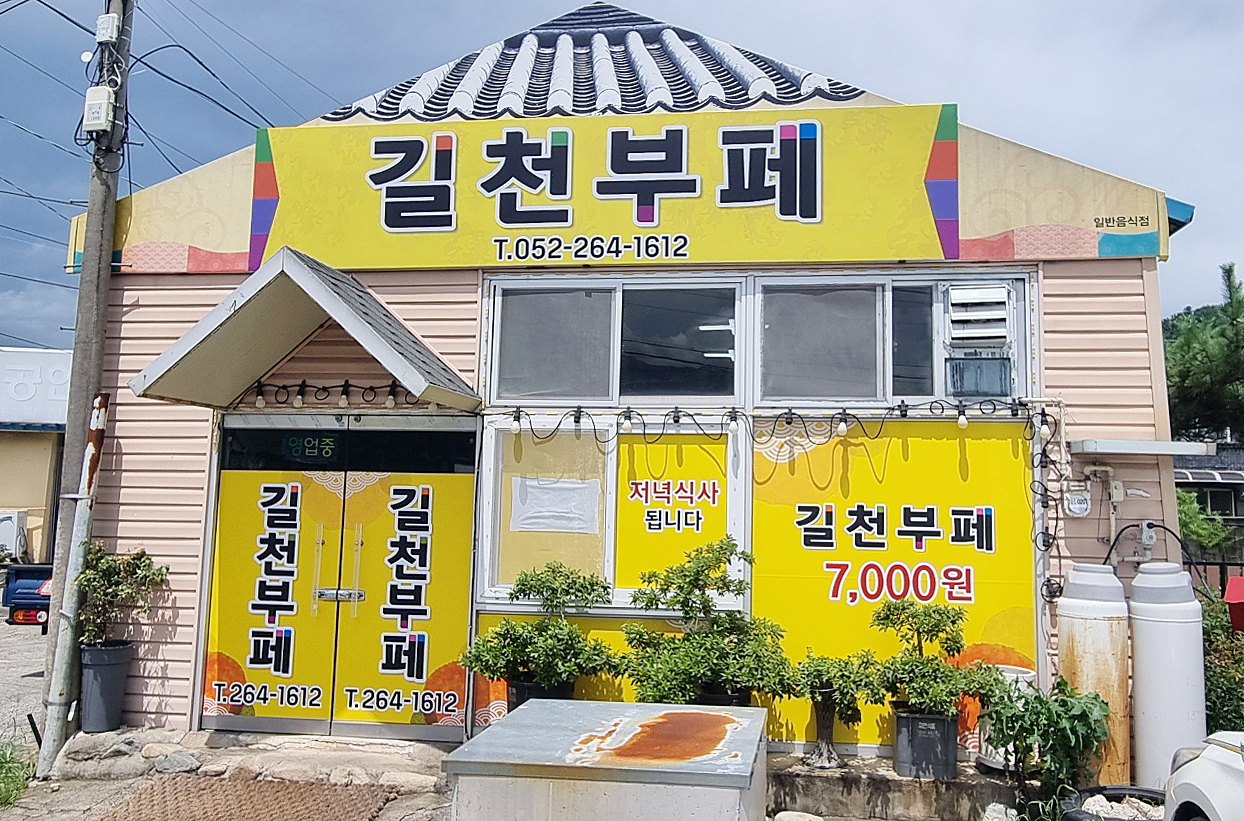 길천부페
T.052-264-1612
일반음식점
공인
영업중
길천부페
T.264-1612
길천부페
T.264-1612
저녁식사
됩니다
길천부페
7,000원